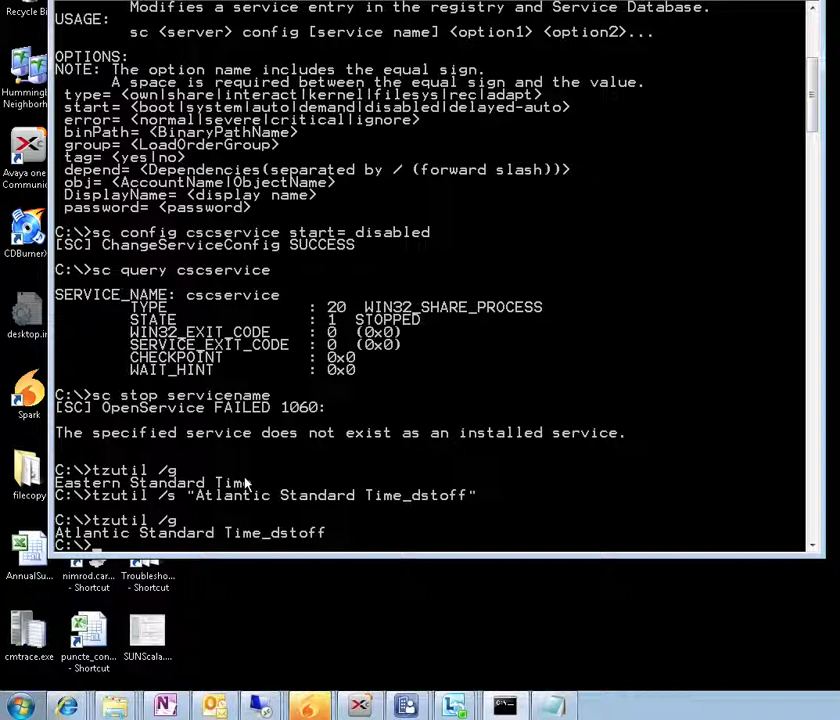 Modifies a service entry in the registry and Service Database.
USAGE:
sc <server> config [service name] <option1> <option2>...
OPTIONS:
NOTE: The option name includes the equal sign.
A space is required between the equal sign and the value.
type= <own|share|interact|kernel|filesys|rec|adapt>
start= <boot|system|auto|demand|disabled|delayed-auto>
error= <normal|severe|critical|ignore>
binPath= <BinaryPathName>
group= <LoadOrderGroup>
tag= <yes|no>
depend= <Dependencies(separated by / (forward slash))>
obj= <AccountName|ObjectName>
DisplayName= <display name>
password= <password>
C:\>sc config cscservice start= disabled
[SC] ChangeServiceConfig SUCCESS
C:\>sc query cscservice
SERVICE_NAME: cscservice
TYPE : 20 WIN32_SHARE_PROCESS
STATE : 1 STOPPED
WIN32_EXIT_CODE : 0 (0x0)
SERVICE_EXIT_CODE : 0 (0x0)
CHECKPOINT : 0x0
WAIT_HINT : 0x0
C:\>sc stop servicename
[SC] OpenService FAILED 1060:
The specified service does not exist as an installed service.
C:\>tzutil /g
Eastern Standard Time
C:\>tzutil /s "Atlantic Standard Time_dstoff"
C:\>tzutil /g
Atlantic Standard Time_dstoff
C:\>
Recycle Bi
Humming
Neighborh
Avaya one
Communi
CDBurner
desktop.in
Spark
filecopy
AnnualSu...
nimrod.car...
- Shortcut
Troublesho...
- Shortcut
cmtrace.exe
puncte_con...
- Shortcut
SUNScala....